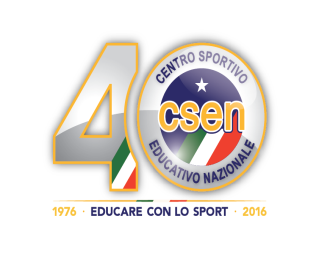 40
CENTRO SPORTIVO
csen
EDUCATIVO NAZIONALE
1976 · EDUCARE CON LO SPORT · 2016